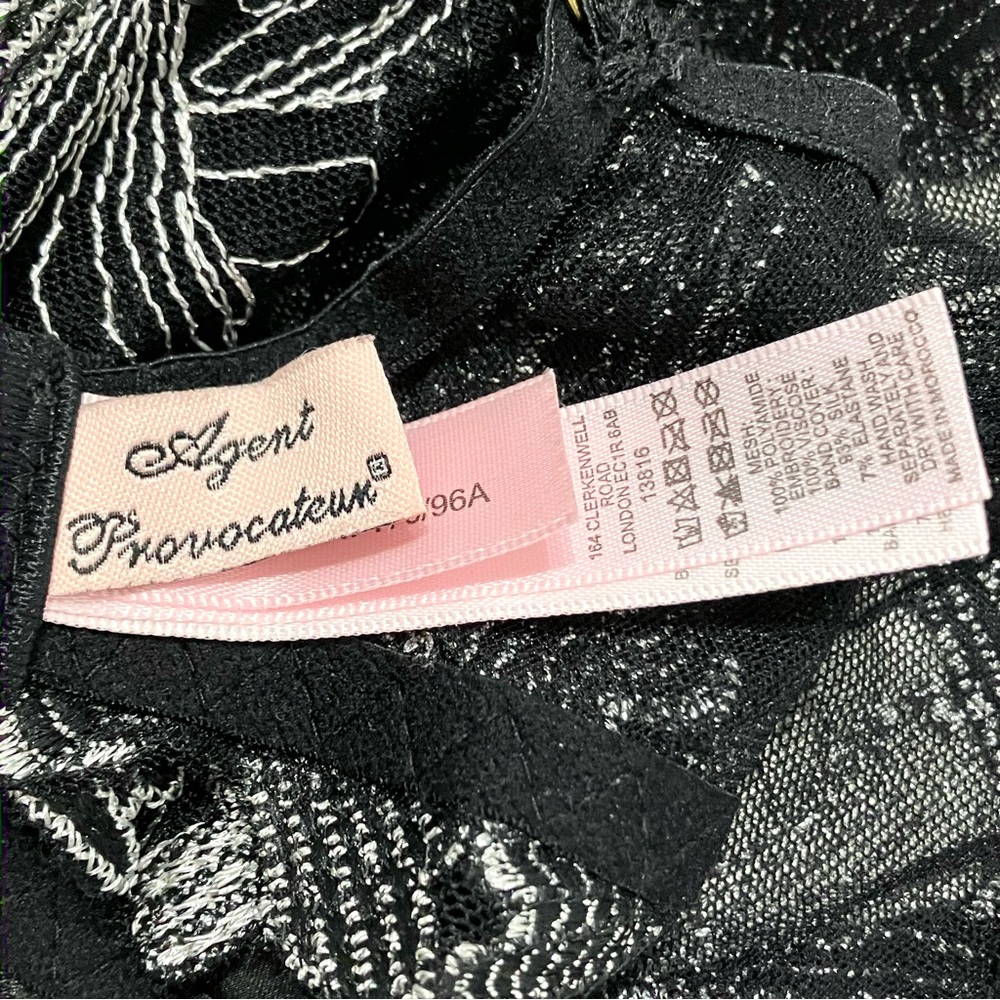 Agent
Provocateur®
/96A
164 CLERKENWELL
ROAD
LONDON EC1R 6AB
13816
MESH:
100% POLYAMIDE
EMBROIDERY
EMBROIDERY:
100% VISCOSE
BAND COVER:
93% SILK
7% ELASTANE
HAND WASH
SEPARATELY AND
DRY WITH CARE
MADE IN MOROCCO